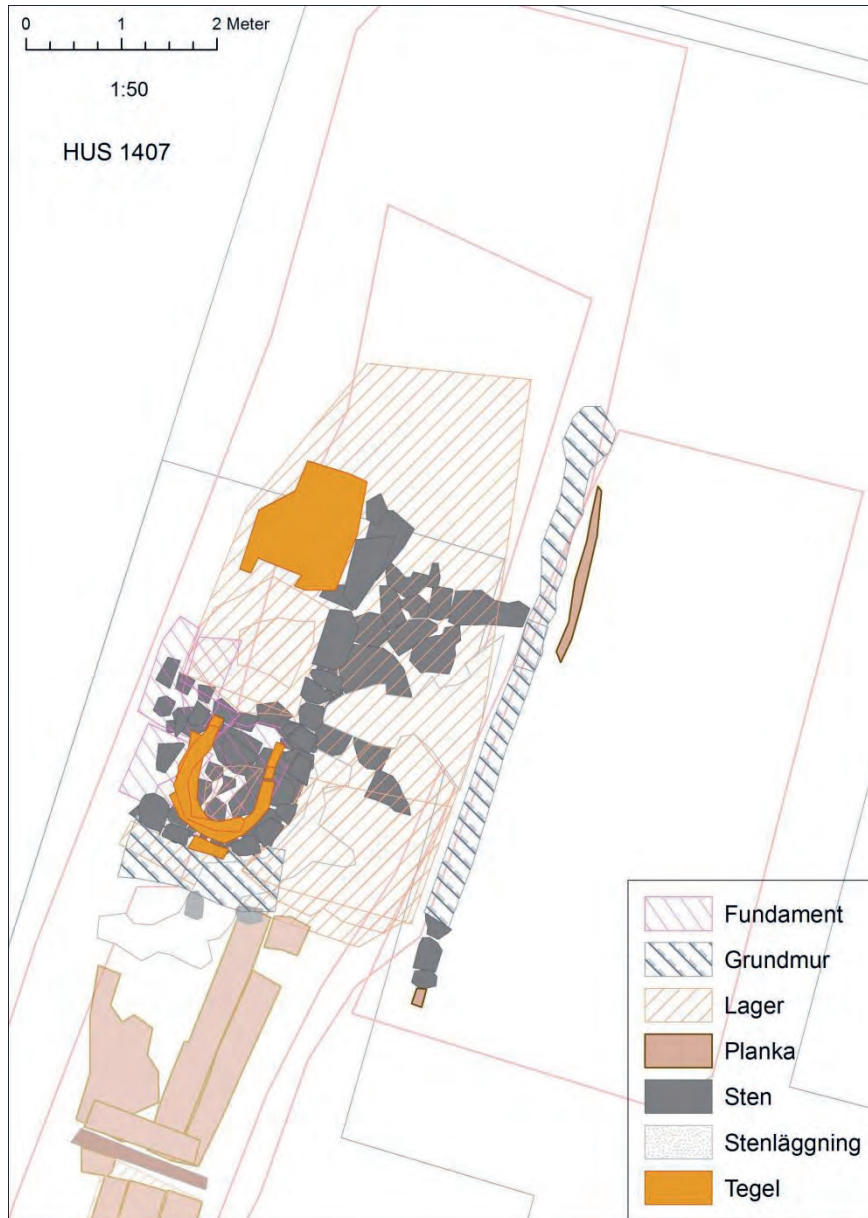 0 1 2 Meter
1:50
HUS 1407
Fundament
Grundmur
Lager
Planka
Sten
Stenläggning
Tegel